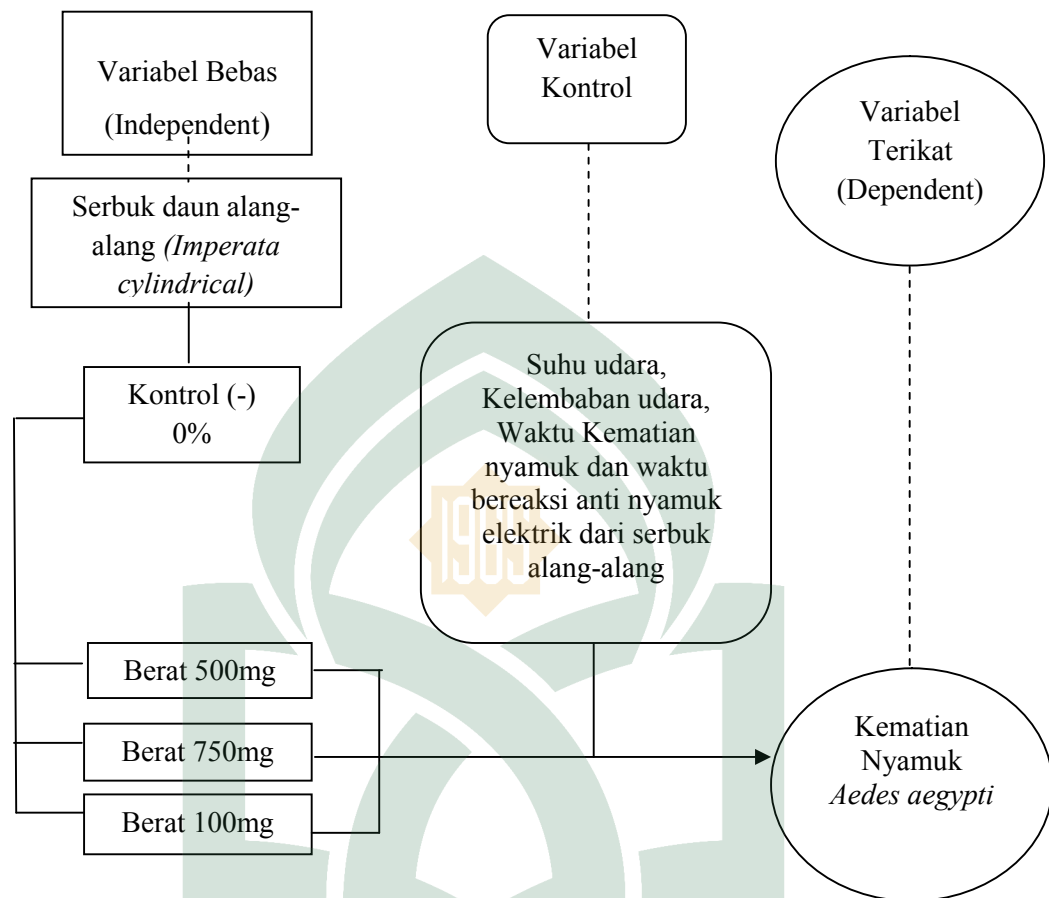 Variabel Bebas
(Independent)
Serbuk daun alang-
alang (Imperata
cylindrical)
Kontrol (-)
0%
Berat 500mg
Berat 750mg
Berat 100mg
Variabel
Kontrol
Suhu udara,
Kelembaban udara,
Waktu Kematian
nyamuk dan waktu
bereaksi anti nyamuk
elektrik dari serbuk
alang-alang
1905
Variabel
Terikat
(Dependent)
Kematian
Nyamuk
Aedes aegypti